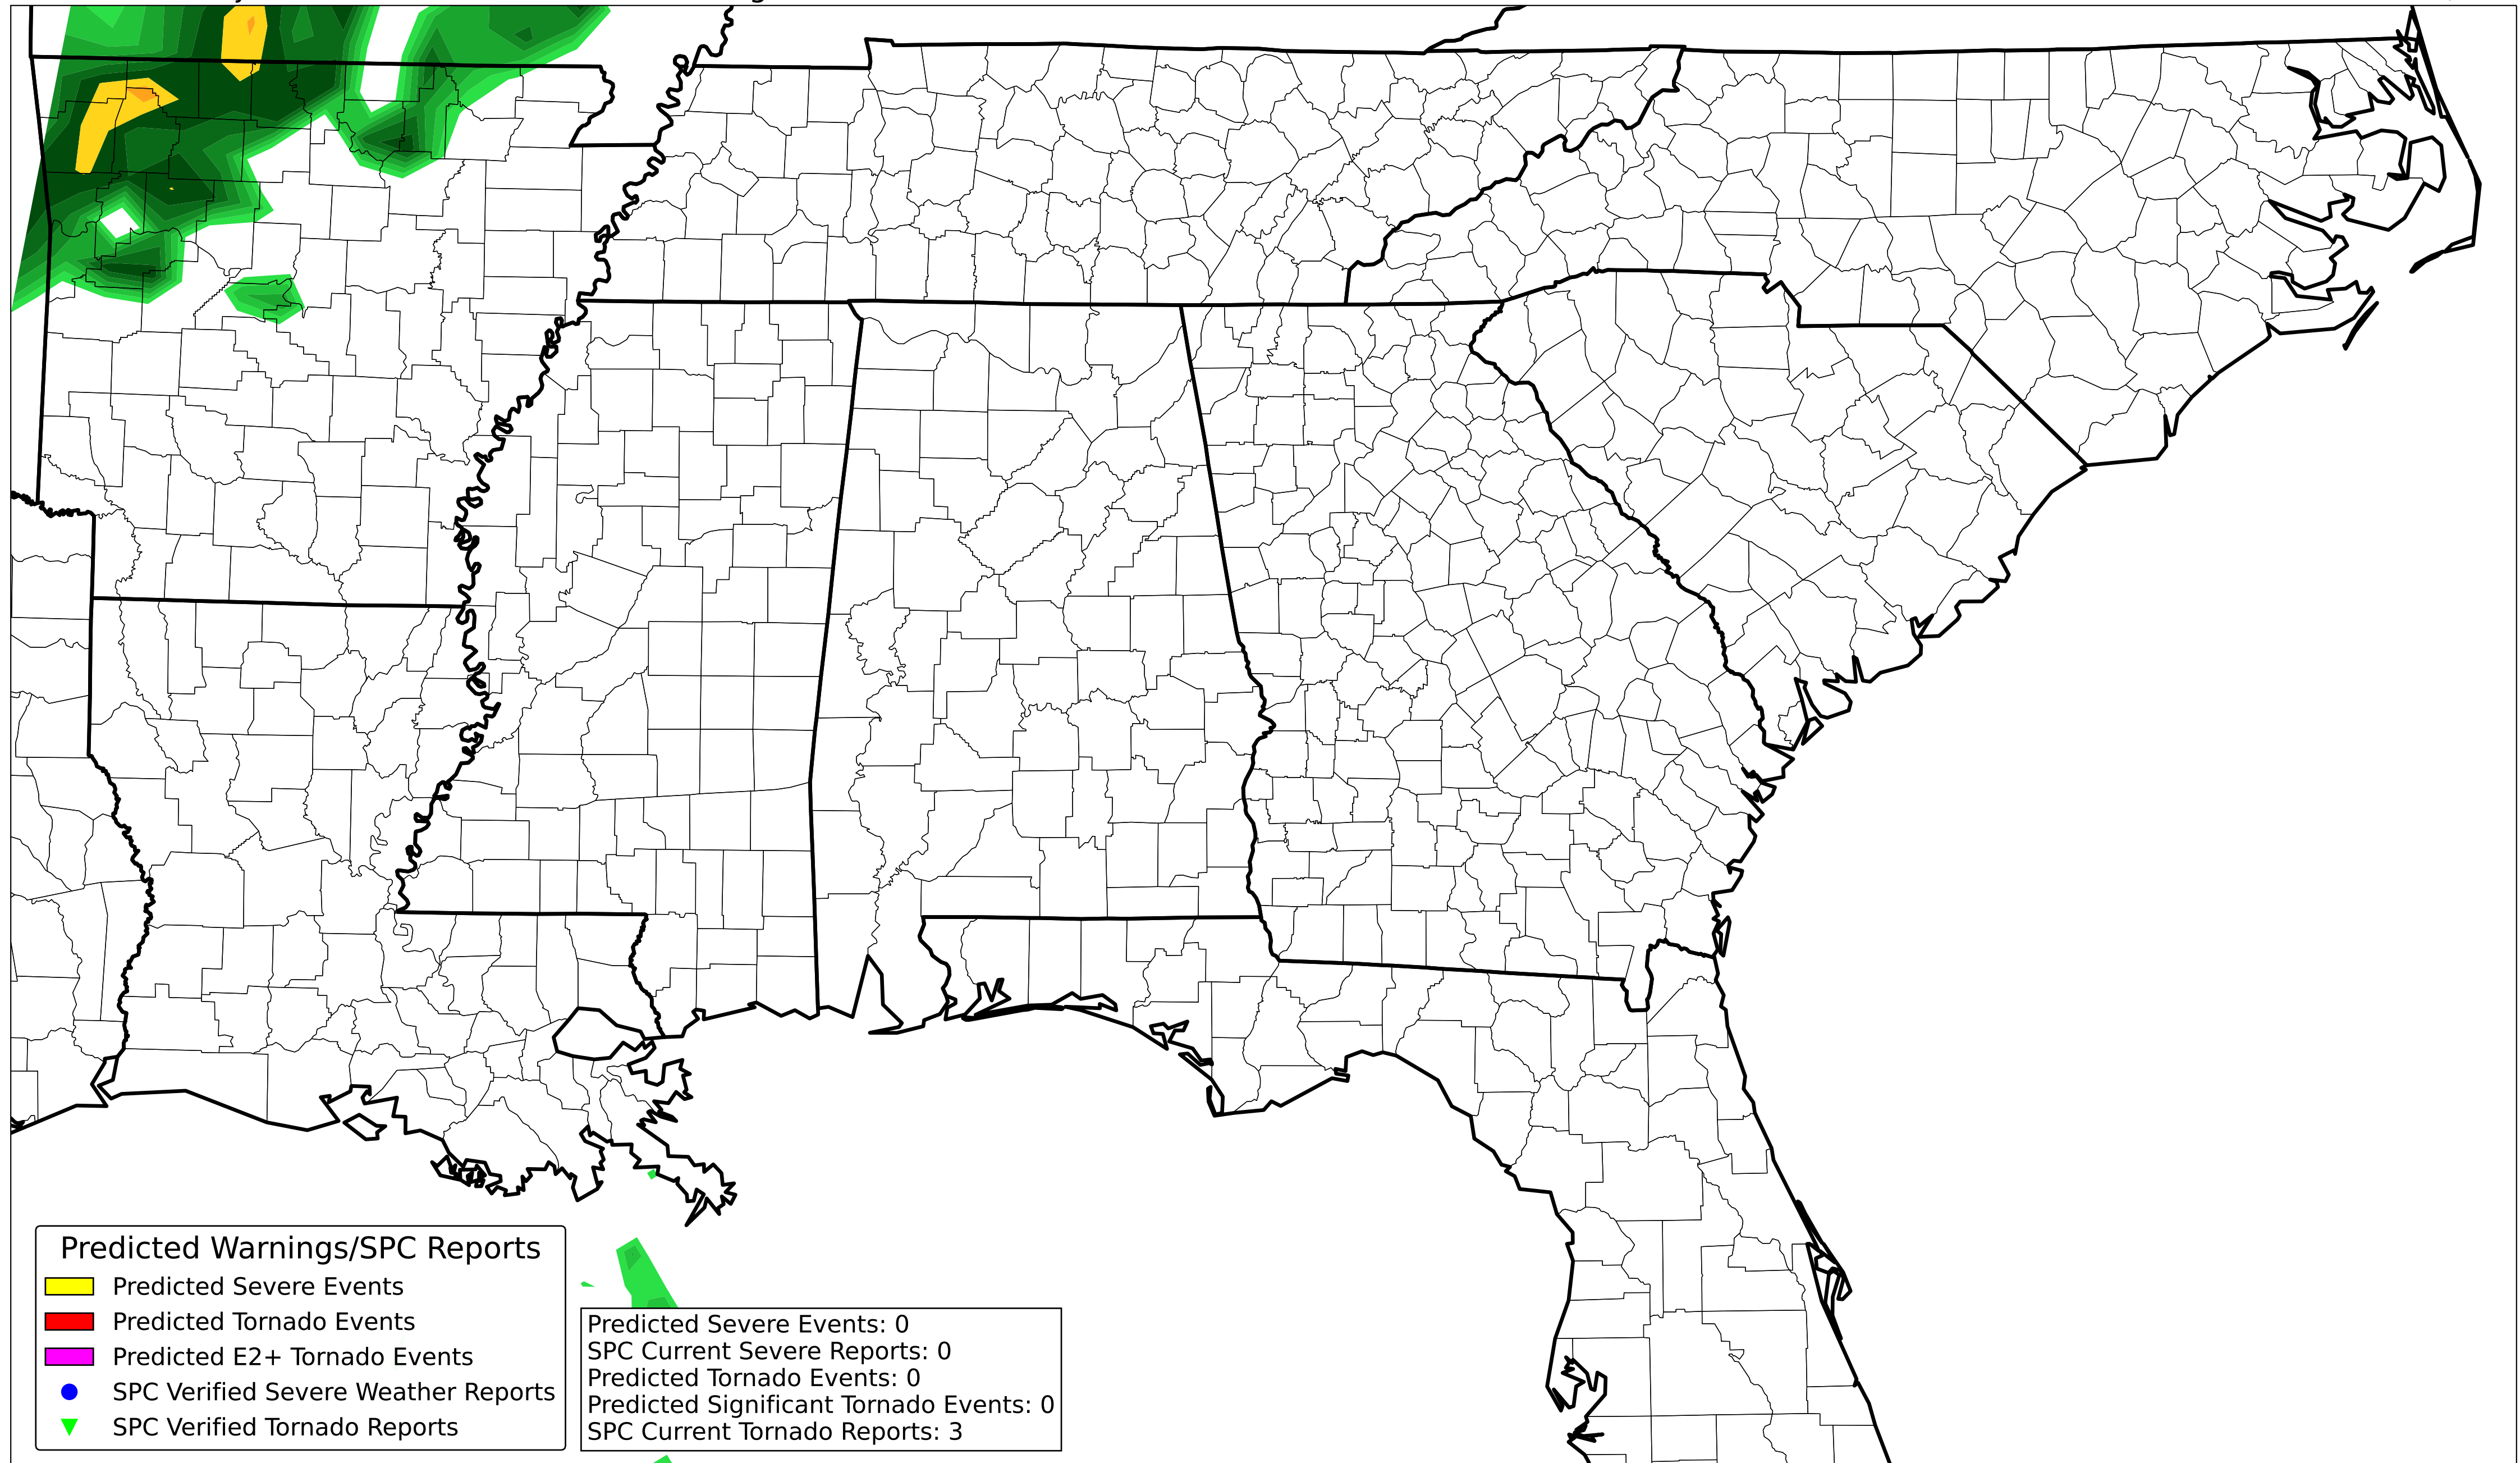 Predicted Warnings/SPC Reports
Predicted Severe Events
Predicted Tornado Events
Predicted E2+ Tornado Events
SPC Verified Severe Weather Reports
SPC Verified Tornado Reports
Predicted Severe Events: 0
SPC Current Severe Reports: 0
Predicted Tornado Events: 0
Predicted Significant Tornado Events: 0
SPC Current Tornado Reports: 3